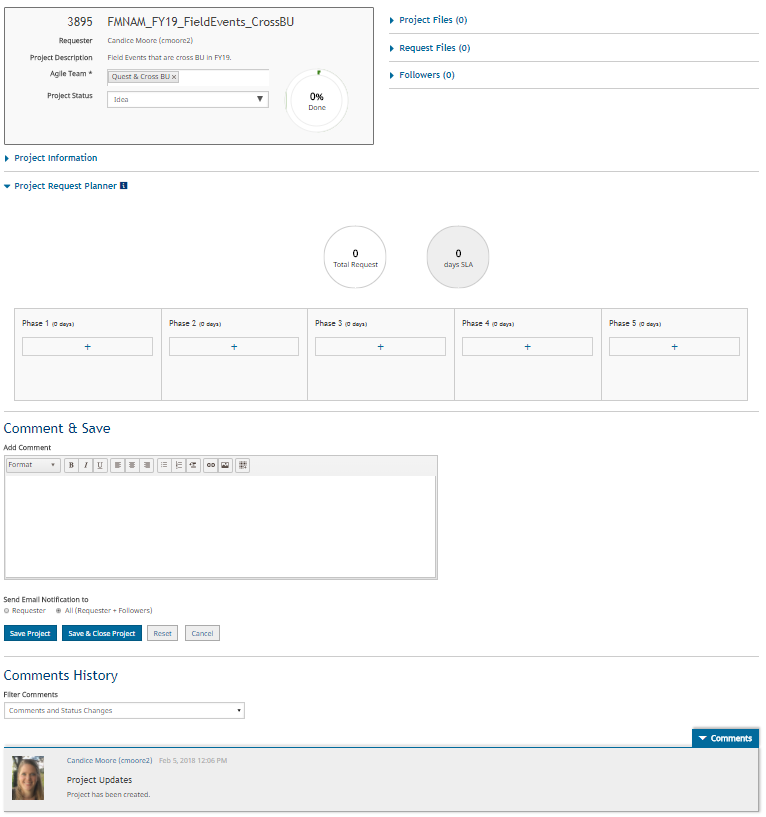 3895 FMNAM_FY19_FieldEvents_CrossBU
Requester Candice Moore (cmoore2)
Project Description Field Events that are cross BU in FY19.
Agile Team * Quest & Cross BU x
Project Status Idea
0%
Done
Project Files (0)
Request Files (0)
Followers (0)
Project Information
Project Request Planner i
0
Total Request
0
days SLA
Phase 1 (0 days) Phase 2 (0 days) Phase 3 (0 days) Phase 4 (0 days) Phase 5 (0 days)
+ + + + +
Comment & Save
Add Comment
Format B I U
Send Email Notification to
Requester All (Requester + Followers)
Save Project Save & Close Project Reset Cancel
Comments History
Filter Comments
Comments and Status Changes
Comments
Candice Moore (cmoore2) Feb 5, 2018 12:06 PM
Project Updates
Project has been created.